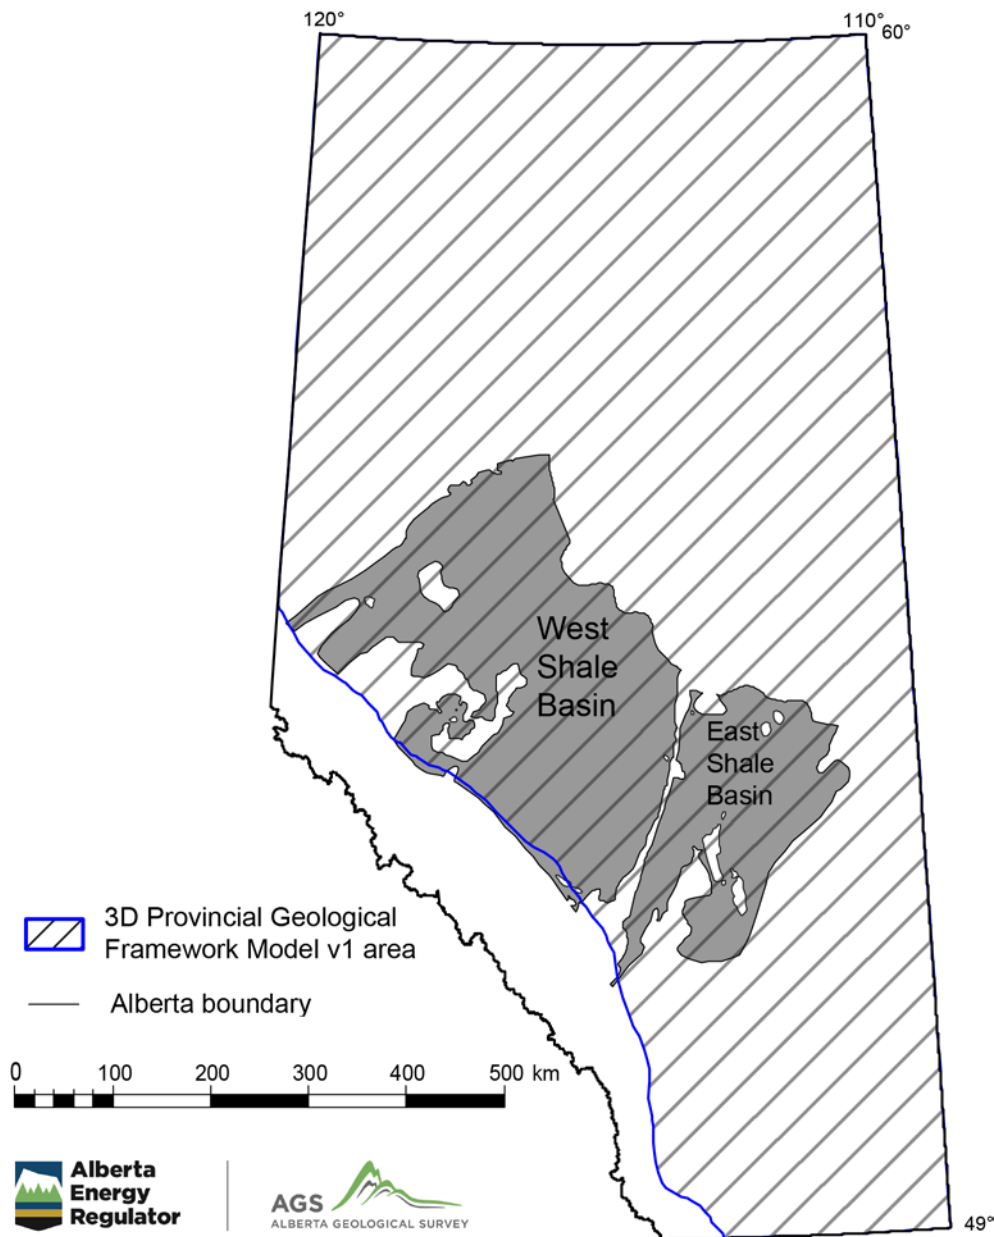 120°
110°
60°
West
Shale
Basin
East
Shale
Basin
3D Provincial Geological
Framework Model v1 area
Alberta boundary
0 100 200 300 400 500 km
Alberta
Energy
Regulator
AGS
ALBERTA GEOLOGICAL SURVEY
49°